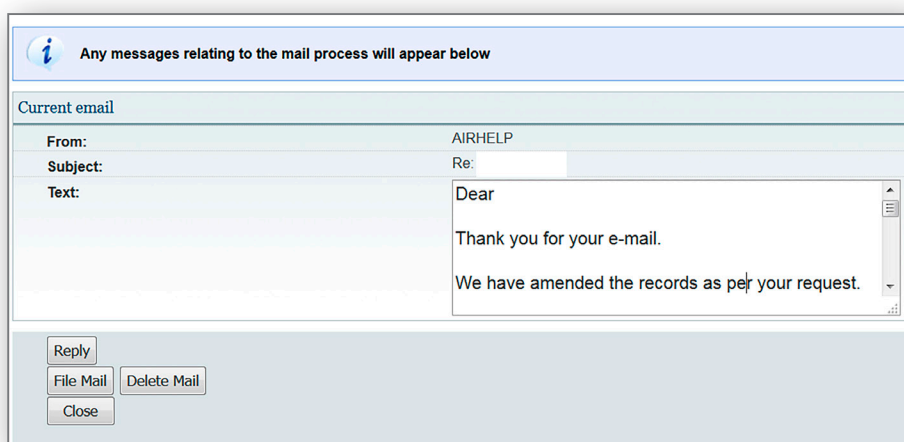 i
Any messages relating to the mail process will appear below
Current email
From: AIRHELP
Subject: Re:
Text: Dear
Thank you for your e-mail.
We have amended the records as per your request.
Reply
File Mail Delete Mail
Close